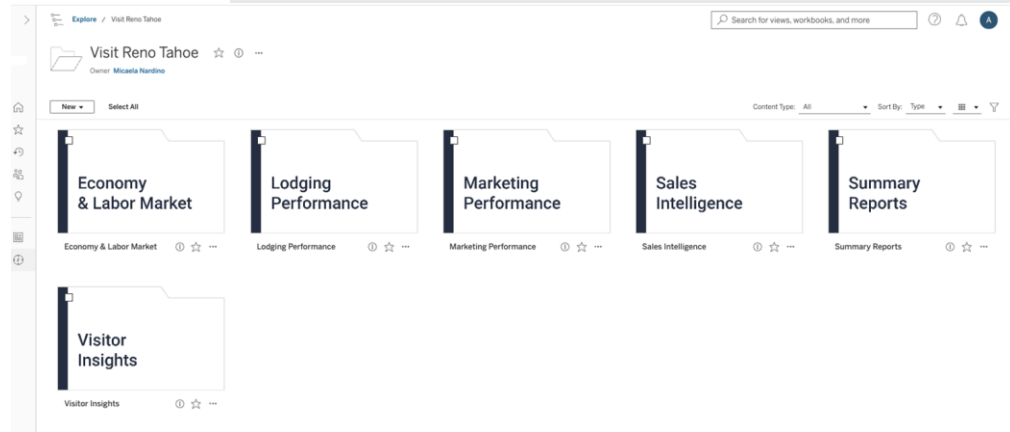 Explore / Visit Reno Tahoe
Search for views, workbooks, and more
A
Visit Reno Tahoe
Owner Micaela Nardino
New
Select All
Content Type: All
Sort By: Type
Economy
& Labor Market
Economy & Labor Market
Lodging
Performance
Lodging Performance
Marketing
Performance
Marketing Performance
Sales
Intelligence
Sales Intelligence
Summary
Reports
Summary Reports
Visitor
Insights
Visitor Insights